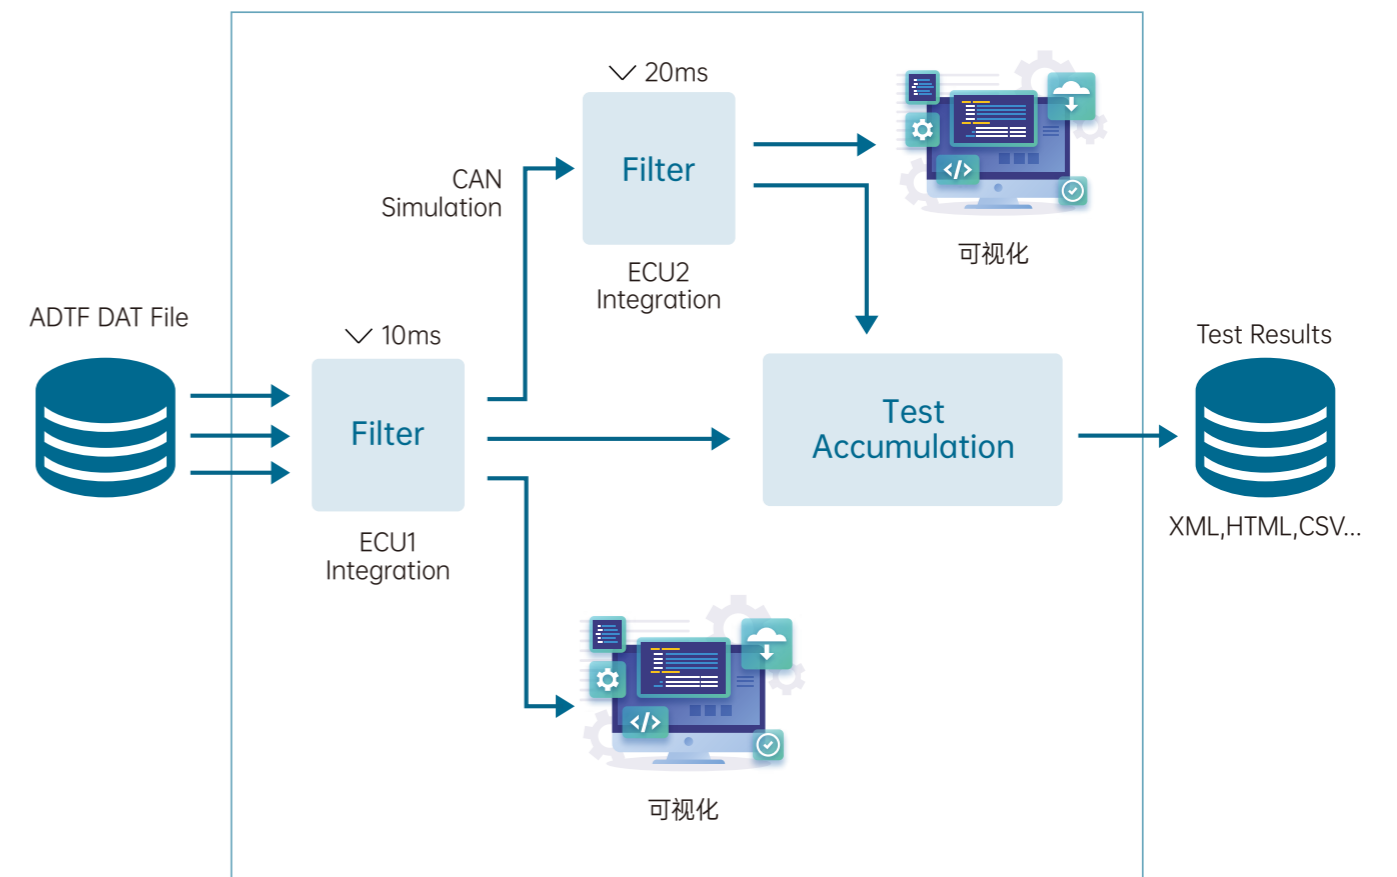 20ms
Filter
CAN
Simulation
ECU2
Integration
可视化
ADTF DAT File
10ms
Filter
ECU1
Integration
Test
Accumulation
Test Results
XML,HTML,CSV...
</>
</>
可视化